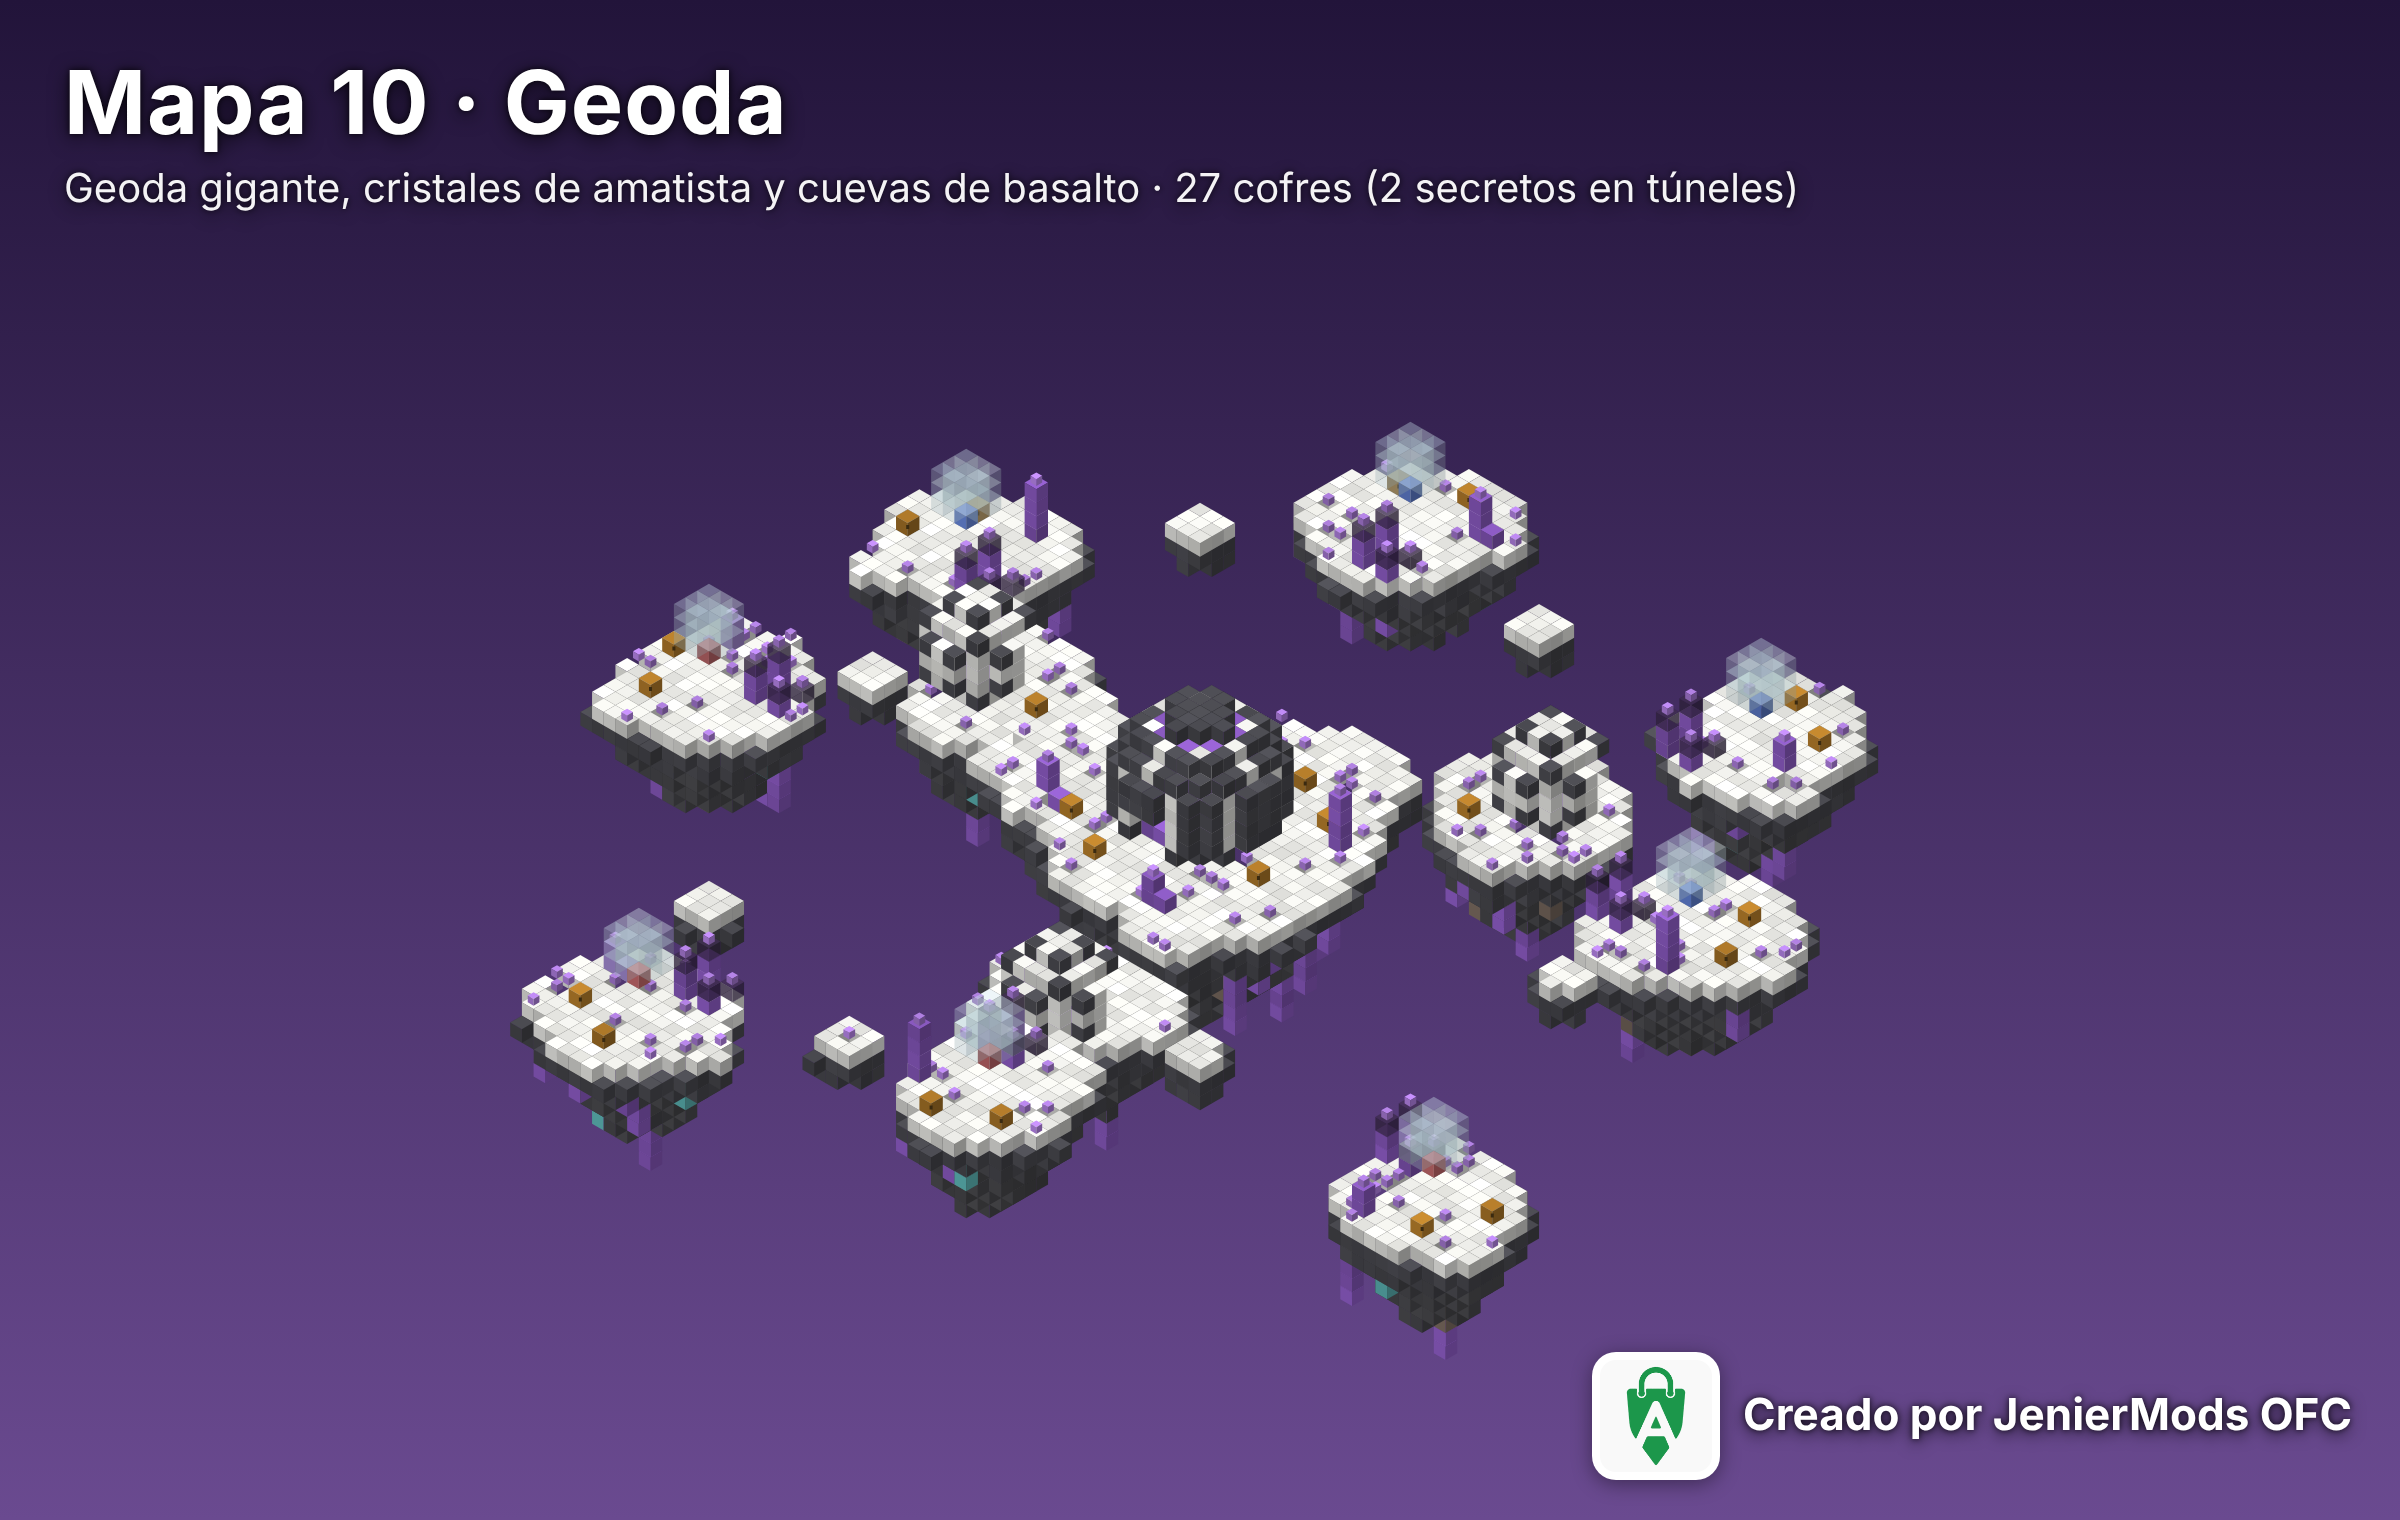 Mapa 10 · Geoda
Geoda gigante, cristales de amatista y cuevas de basalto · 27 cofres (2 secretos en túneles)
A
Creado por JenierMods OFC